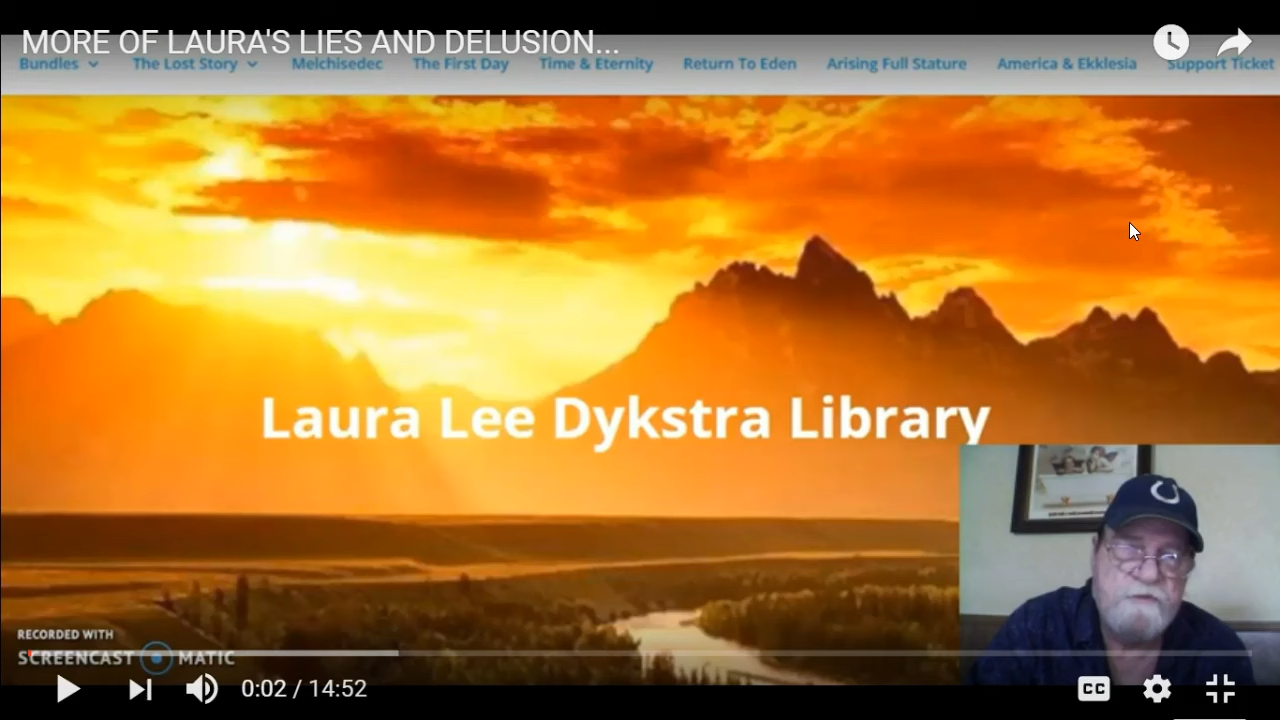 MORE OF LAURA'S LIES AND DELUSION...
Bundles The Lost Story Melchisedec The First Day Time & Eternity Return To Eden Arising Full Stature America & Ekklesia Support Ticket
Laura Lee Dykstra Library
RECORDED WITH
SCREENCAST MATIC
0:02 / 14:52 CC